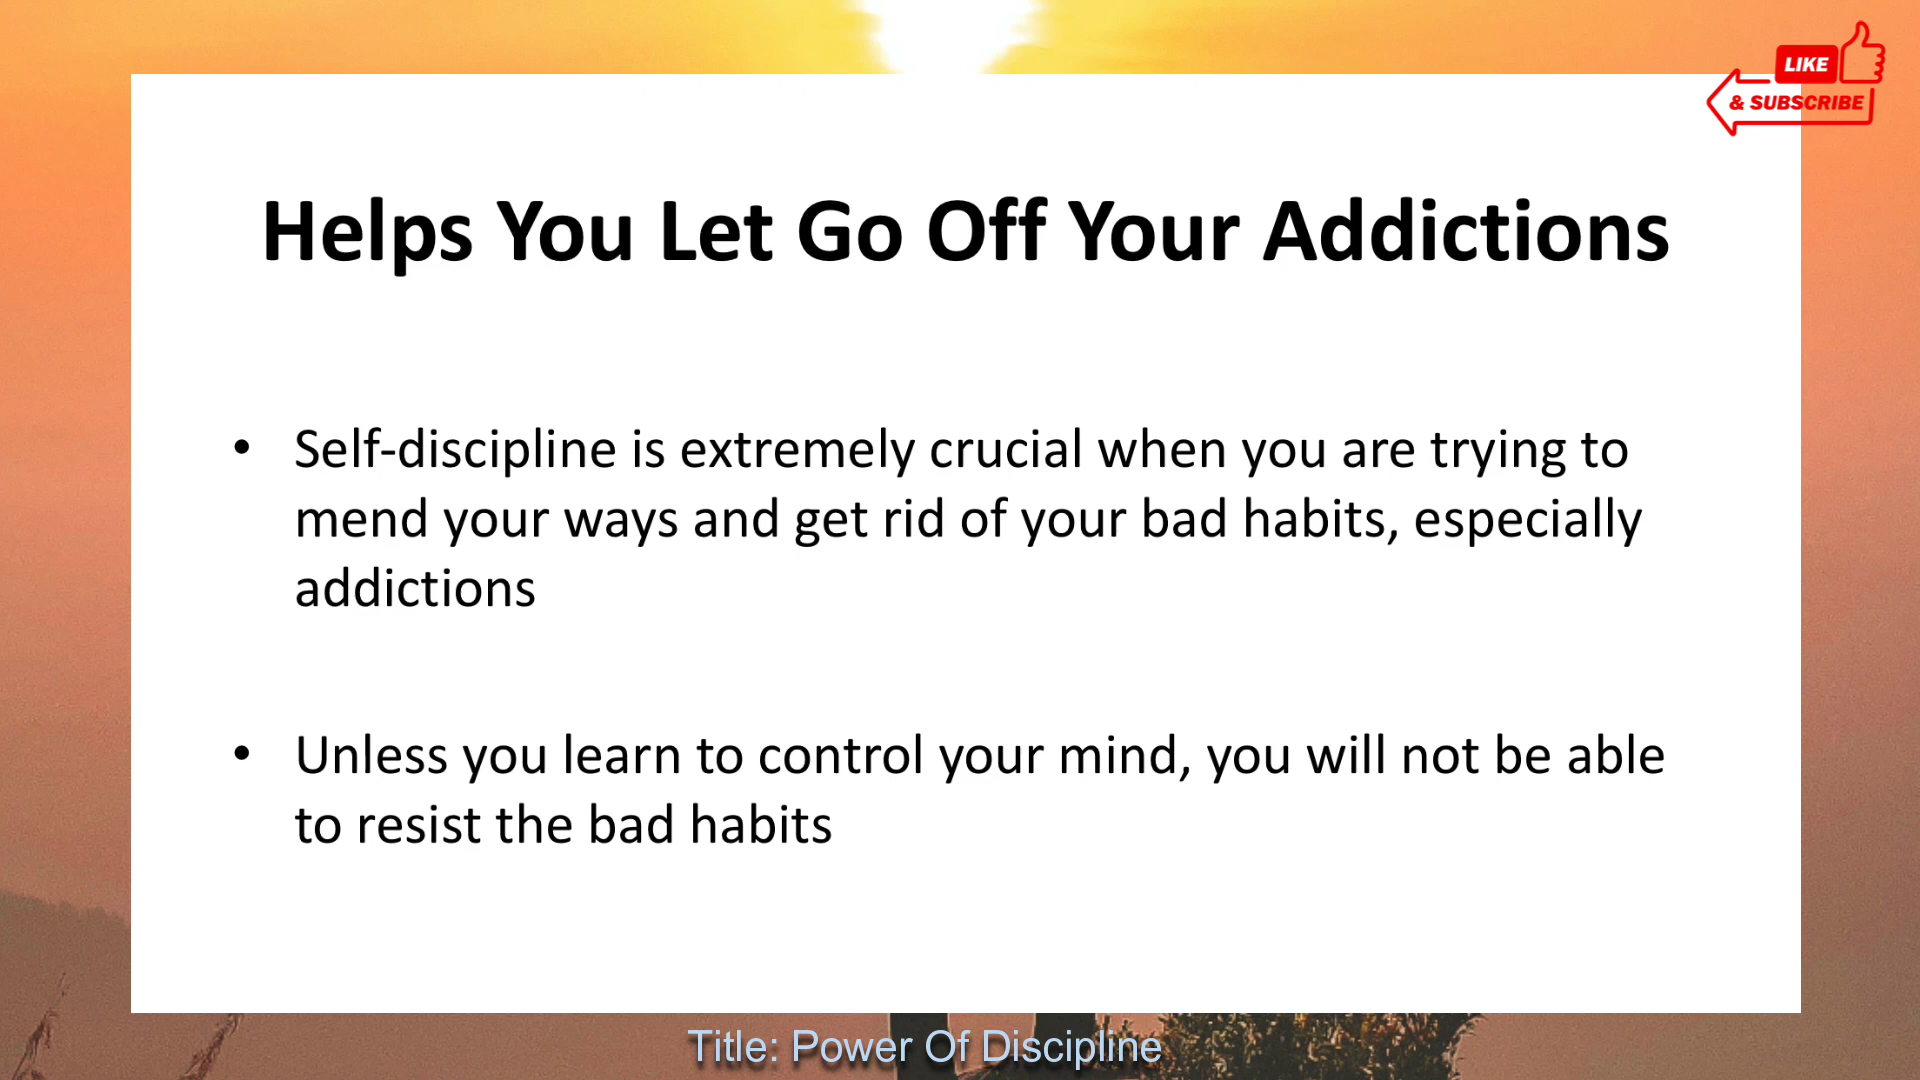 LIKE
& SUBSCRIBE
Helps You Let Go Off Your Addictions
• Self-discipline is extremely crucial when you are trying to
mend your ways and get rid of your bad habits, especially
addictions
• Unless you learn to control your mind, you will not be able
to resist the bad habits
Title: Power Of Discipline